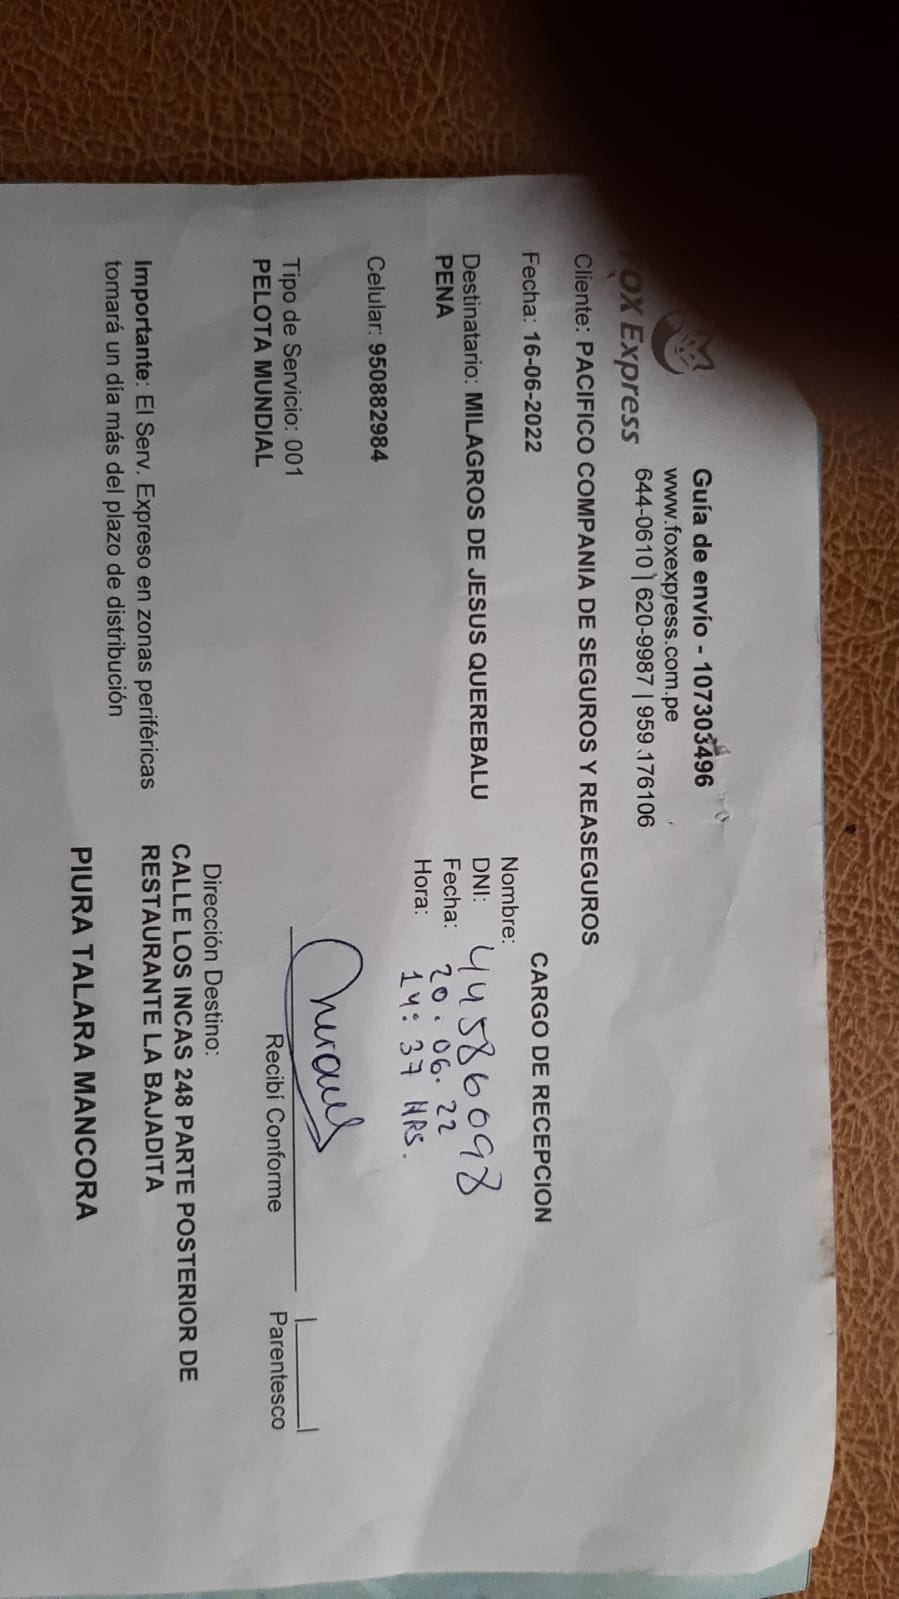 FOX Express
Guía de envío - 107303496
www.foxexpress.com.pe
644-0610 | 620-9987 | 959.176106
Cliente: PACIFICO COMPANIA DE SEGUROS Y REASEGUROS
Fecha: 16-06-2022
Destinatario: MILAGROS DE JESUS QUEREBALU
PENA
Celular: 950882984
Tipo de Servicio: 001
PELOTA MUNDIAL
Importante: El Serv. Expreso en zonas periféricas
tomará un día más del plazo de distribución
CARGO DE RECEPCION
Nombre:
DNI: 44586098
Fecha: 20.06.22
Hora: 14:37 HRS.
Recibí Conforme
Parentesco
Dirección Destino:
CALLE LOS INCAS 248 PARTE POSTERIOR DE
RESTAURANTE LA BAJADITA
PIURA TALARA MANCORA